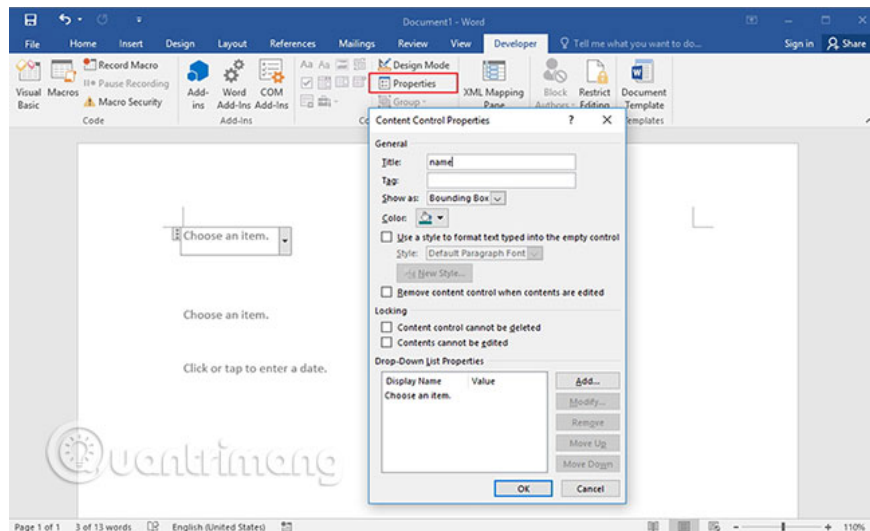 Document1 - Word
File Home Insert Design Layout References Mailings Review View Developer Tell me what you want to do... Sign in Share
Record Macro
II• Pause Recording
Macro Security
Visual Basic
Macros
Code
Add-ins
Word Add-Ins
COM Add-Ins
Add-Ins
Aa Aa
Design Mode
Properties
Group
XML Mapping Pane
Block Authors
Restrict Editing
Document Template
Templates
Content Control Properties ? ×
General
Title: name
Tag:
Show as: Bounding Box
Color:
Use a style to format text typed into the empty control
Style: Default Paragraph Font
New Style...
Remove content control when contents are edited
Locking
Content control cannot be deleted
Contents cannot be edited
Drop-Down List Properties
Display Name Value
Choose an item.
Add...
Modify...
Remove
Move Up
Move Down
OK Cancel
Choose an item.
Choose an item.
Click or tap to enter a date.
Quantrimang
Page 1 of 1 3 of 13 words English (United States) 110%